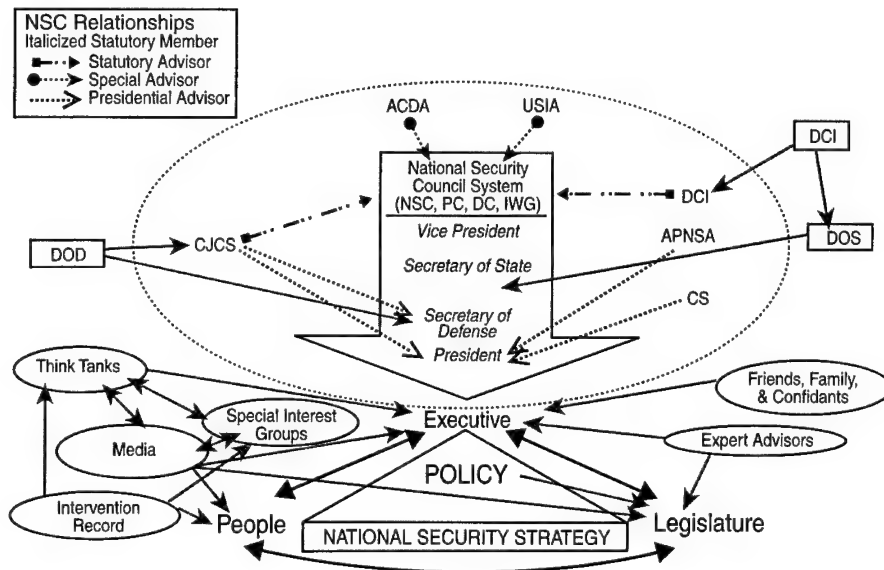 NSC Relationships
Italicized Statutory Member
Statutory Advisor
Special Advisor
Presidential Advisor
ACDA
USIA
DCI
National Security
Council System
(NSC, PC, DC, IWG)
DCI
Vice President
CJCS
APNSA
DOS
DOD
Secretary of State
CS
Secretary of
Defense
President
Think Tanks
Friends, Family,
& Confidants
Special Interest
Groups
Executive
Media
Expert Advisors
POLICY
Intervention
Record
People
Legislature
NATIONAL SECURITY STRATEGY